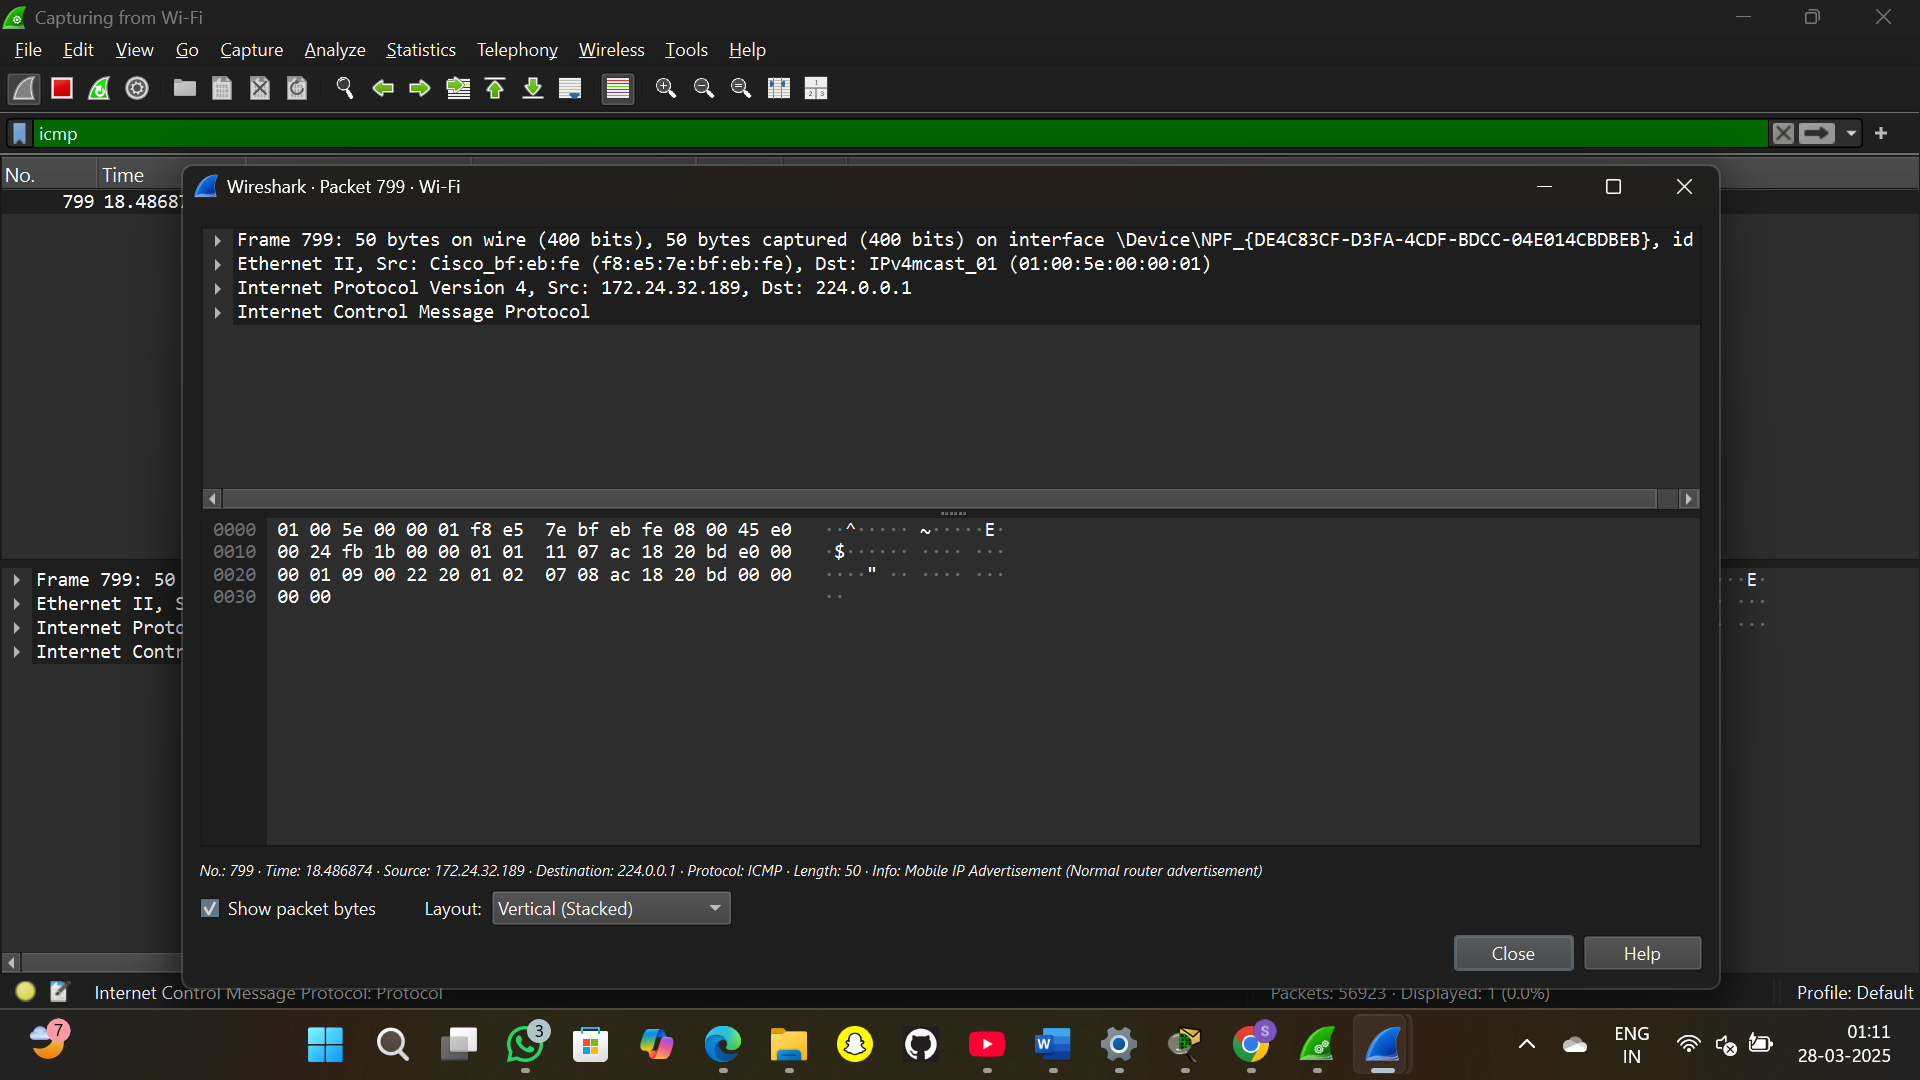 Capturing from Wi-Fi
File Edit View Go Capture Analyze Statistics Telephony Wireless Tools Help
icmp
No. Time
799 18.48687
Wireshark · Packet 799 · Wi-Fi
Frame 799: 50 bytes on wire (400 bits), 50 bytes captured (400 bits) on interface \Device\NPF_{DE4C83CF-D3FA-4CDF-BDCC-04E014CBDBEB}, id
Ethernet II, Src: Cisco_bf:eb:fe (f8:e5:7e:bf:eb:fe), Dst: IPv4mcast_01 (01:00:5e:00:00:01)
Internet Protocol Version 4, Src: 172.24.32.189, Dst: 224.0.0.1
Internet Control Message Protocol
0000 01 00 5e 00 00 01 f8 e5 7e bf eb fe 08 00 45 e0 ··^····· ~·····E·
0010 00 24 fb 1b 00 00 01 01 11 07 ac 18 20 bd e0 00 ·$······ ···· ···
0020 00 01 09 00 22 20 01 02 07 08 ac 18 20 bd 00 00 ····" ·· ···· ···
0030 00 00 ··
Frame 799: 50
Ethernet II, S
Internet Proto
Internet Contr
···E·
···
···
No.: 799 · Time: 18.486874 · Source: 172.24.32.189 · Destination: 224.0.0.1 · Protocol: ICMP · Length: 50 · Info: Mobile IP Advertisement (Normal router advertisement)
Show packet bytes Layout: Vertical (Stacked)
Close Help
Internet Control Message Protocol: Protocol Packets: 56923 · Displayed: 1 (0.0%) Profile: Default
7
3
S
ENG
IN
01:11
28-03-2025